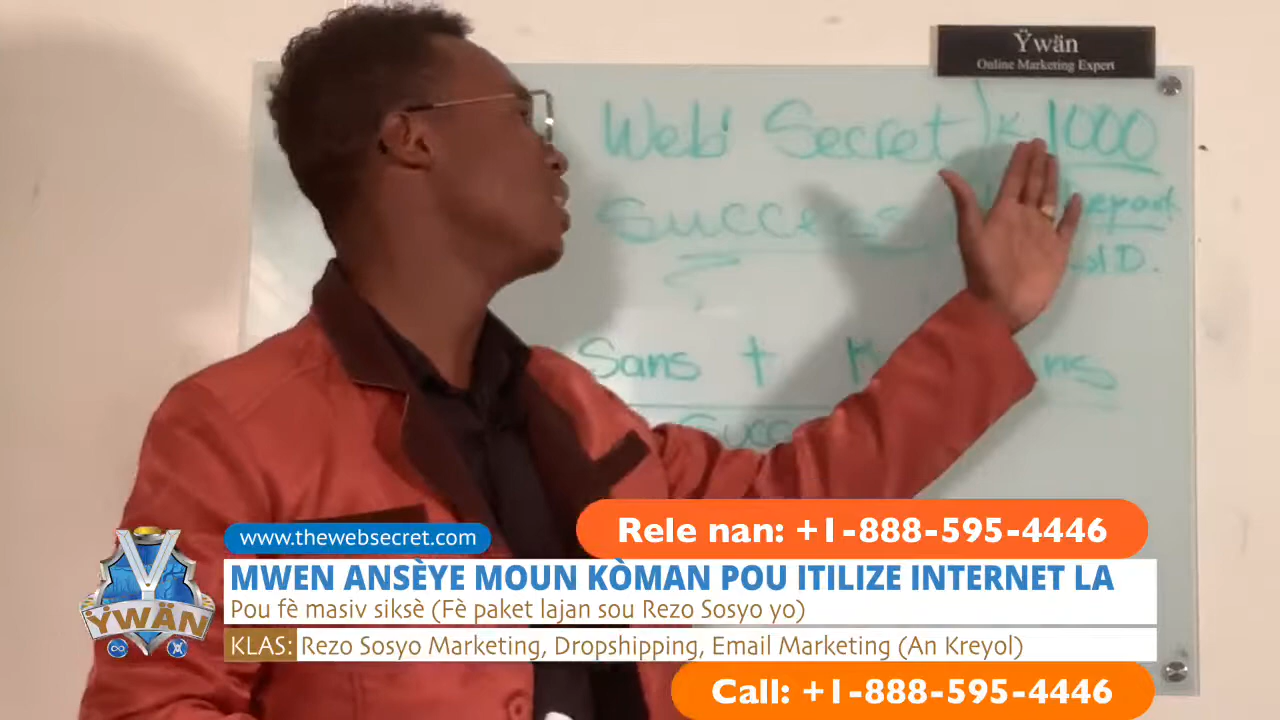 Ÿwän
Online Marketing Expert
Web Secret 1000
Success
Sans +
Rele nan: +1-888-595-4446
www.thewebsecret.com
MWEN ANSÈYE MOUN KÒMAN POU ITILIZE INTERNET LA
Pou fè masiv siksè (Fè paket lajan sou Rezo Sosyo yo)
KLAS: Rezo Sosyo Marketing, Dropshipping, Email Marketing (An Kreyol)
Y
ŸWÄN
Call: +1-888-595-4446